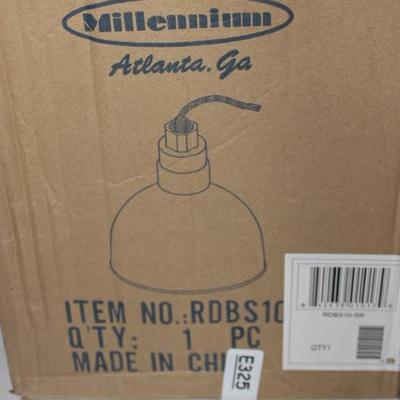 Millennium
Atlanta, Ga
ITEM NO.:RDBS10
Q'TY: 1 PC
MADE IN CHI
E325
RDBS10-SR
QTY1